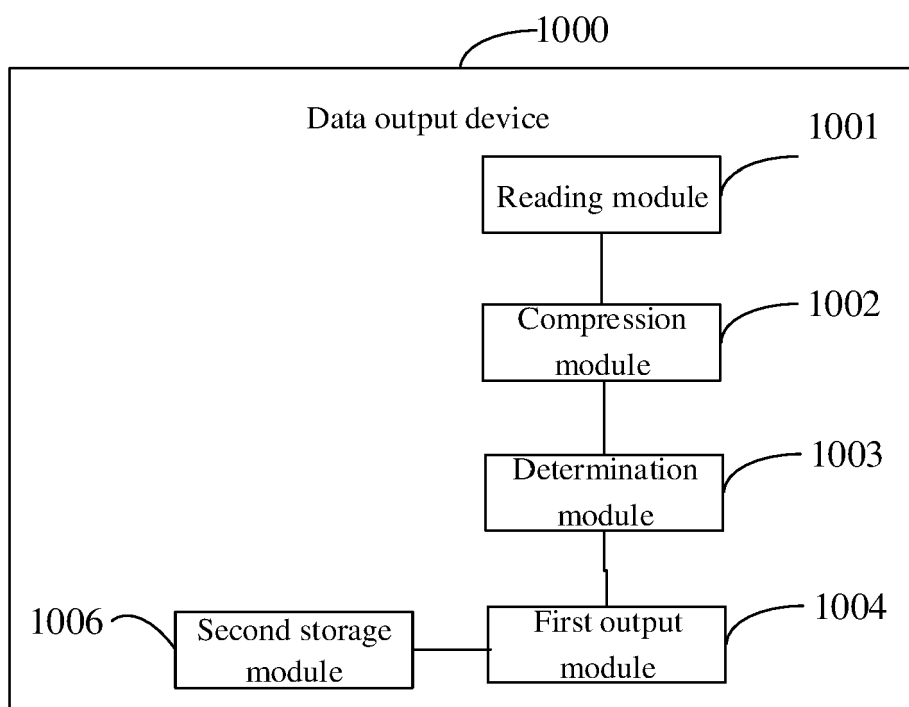 1000
Data output device
1001
Reading module
1002
Compression
module
1003
Determination
module
1004
First output
module
1006
Second storage
module